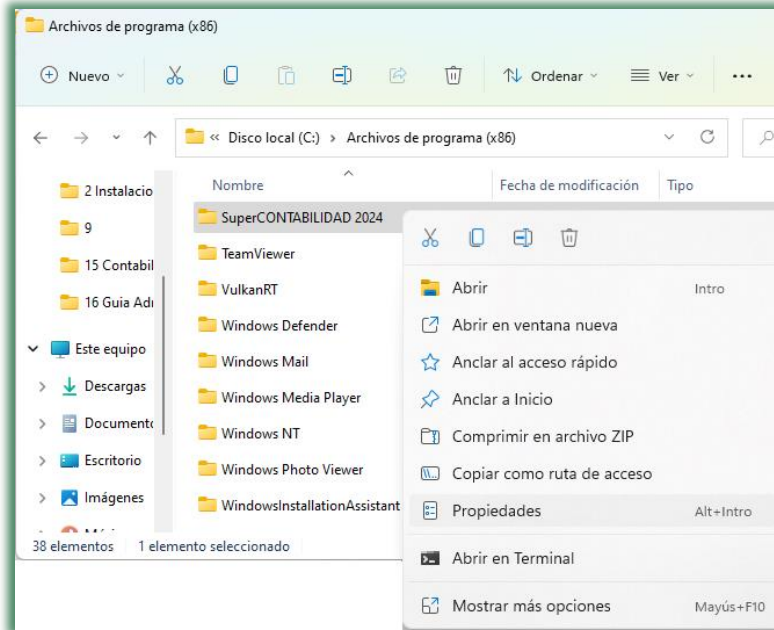 Archivos de programa (x86)
Nuevo
Ordenar
Ver
« Disco local (C:) > Archivos de programa (x86)
2 Instalacio
9
15 Contabil
16 Guia Adı
Este equipo
Descargas
Documento
Escritorio
Imágenes
Nombre
Fecha de modificación
Tipo
SuperCONTABILIDAD 2024
TeamViewer
VulkanRT
Windows Defender
Windows Mail
Windows Media Player
Windows NT
Windows Photo Viewer
WindowsInstallationAssistant
38 elementos
1 elemento seleccionado
Abrir Intro
Abrir en ventana nueva
Anclar al acceso rápido
Anclar a Inicio
Comprimir en archivo ZIP
Copiar como ruta de acceso
Propiedades Alt+Intro
Abrir en Terminal
Mostrar más opciones Mayús+F10